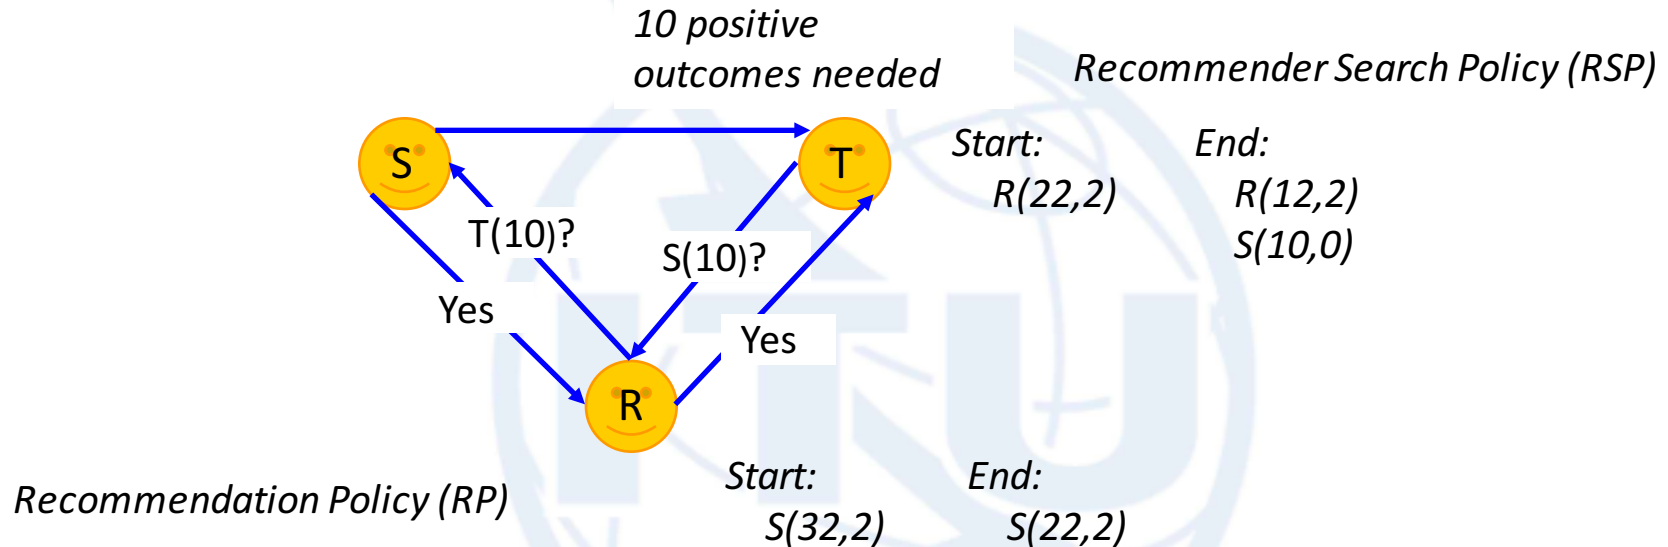 10 positive
outcomes needed
Recommender Search Policy (RSP)
S
T
Start:
End:
R(22,2)
R(12,2)
S(10,0)
T(10)?
S(10)?
Yes
Yes
R
ITU
Recommendation Policy (RP)
Start:
End:
S(32,2)
S(22,2)